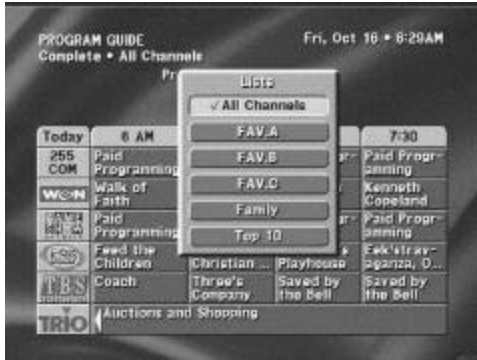 PROGRAM GUIDE
Fri, Oct 16 • 6:29AM
Complete • All Channels
Pr
Lists
✓All Channels
FAV.A
FAV.B
FAV.C
Family
Top 10
Today 6 AM 7:30
255 COM
Paid Programming
Paid Progr-amming
Walk of Faith
Kenneth Copeland
Paid Programming
Paid Progr-amming
Feed the Children
Christian ...
Playhouse
Eek!strav-aganza, O...
TBS
Coach
Three's Company
Saved by the Bell
Saved by the Bell
TRIO
Auctions and Shopping